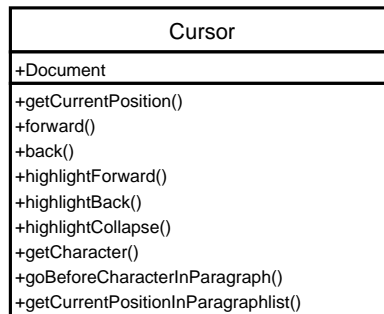 Cursor
+Document
+getCurrentPosition()
+forward()
+back()
+highlightForward()
+highlightBack()
+highlightCollapse()
+getCharacter()
+goBeforeCharacterInParagraph()
+getCurrentPositionInParagraphlist()